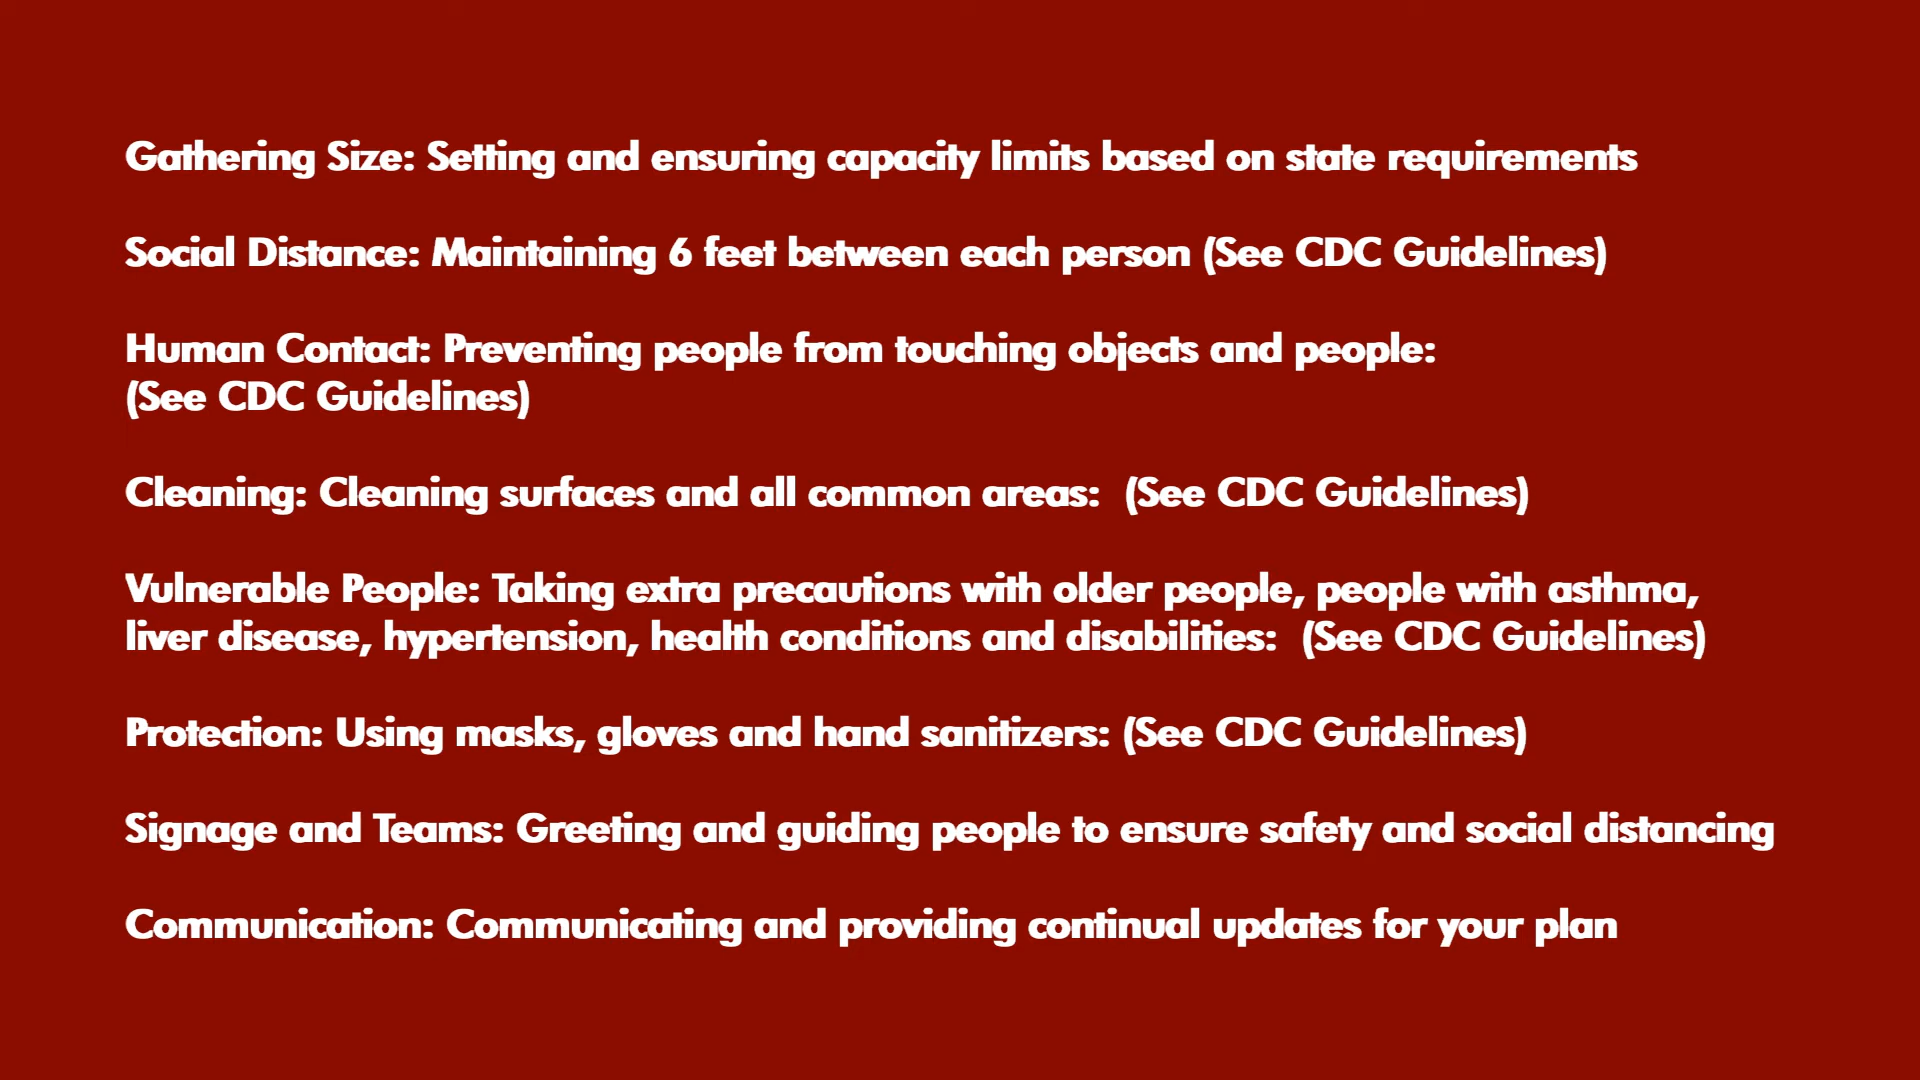 Gathering Size: Setting and ensuring capacity limits based on state requirements
Social Distance: Maintaining 6 feet between each person (See CDC Guidelines)
Human Contact: Preventing people from touching objects and people:
(See CDC Guidelines)
Cleaning: Cleaning surfaces and all common areas:  (See CDC Guidelines)
Vulnerable People: Taking extra precautions with older people, people with asthma,
liver disease, hypertension, health conditions and disabilities:  (See CDC Guidelines)
Protection: Using masks, gloves and hand sanitizers: (See CDC Guidelines)
Signage and Teams: Greeting and guiding people to ensure safety and social distancing
Communication: Communicating and providing continual updates for your plan